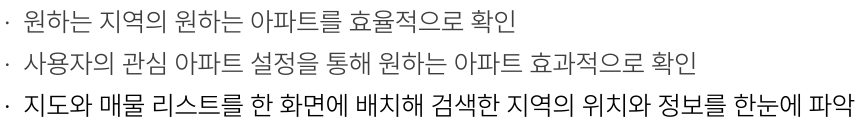 · 원하는 지역의 원하는 아파트를 효율적으로 확인
· 사용자의 관심 아파트 설정을 통해 원하는 아파트 효과적으로 확인
· 지도와 매물 리스트를 한 화면에 배치해 검색한 지역의 위치와 정보를 한눈에 파악